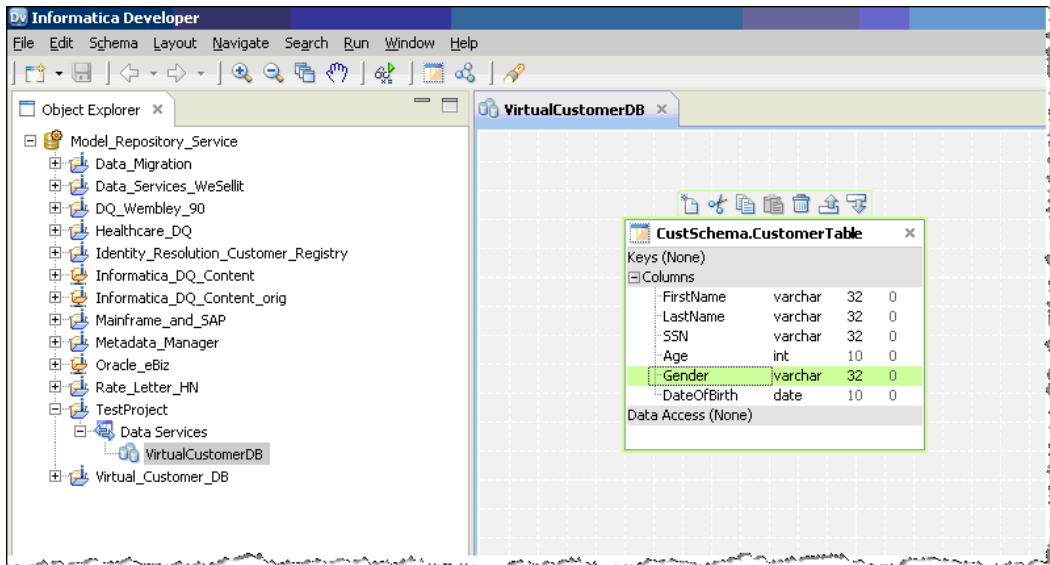 Dv Informatica Developer
File Edit Schema Layout Navigate Search Run Window Help
Object Explorer
Model_Repository_Service
Data_Migration
Data_Services_WeSellit
DQ_Wembley_90
Healthcare_DQ
Identity_Resolution_Customer_Registry
Informatica_DQ_Content
Informatica_DQ_Content_orig
Mainframe_and_SAP
Metadata_Manager
Oracle_eBiz
Rate_Letter_HN
TestProject
Data Services
VirtualCustomerDB
Virtual_Customer_DB
VirtualCustomerDB
CustSchema.CustomerTable
Keys (None)
Columns
FirstName varchar 32 0
LastName varchar 32 0
SSN varchar 32 0
Age int 10 0
Gender varchar 32 0
DateOfBirth date 10 0
Data Access (None)